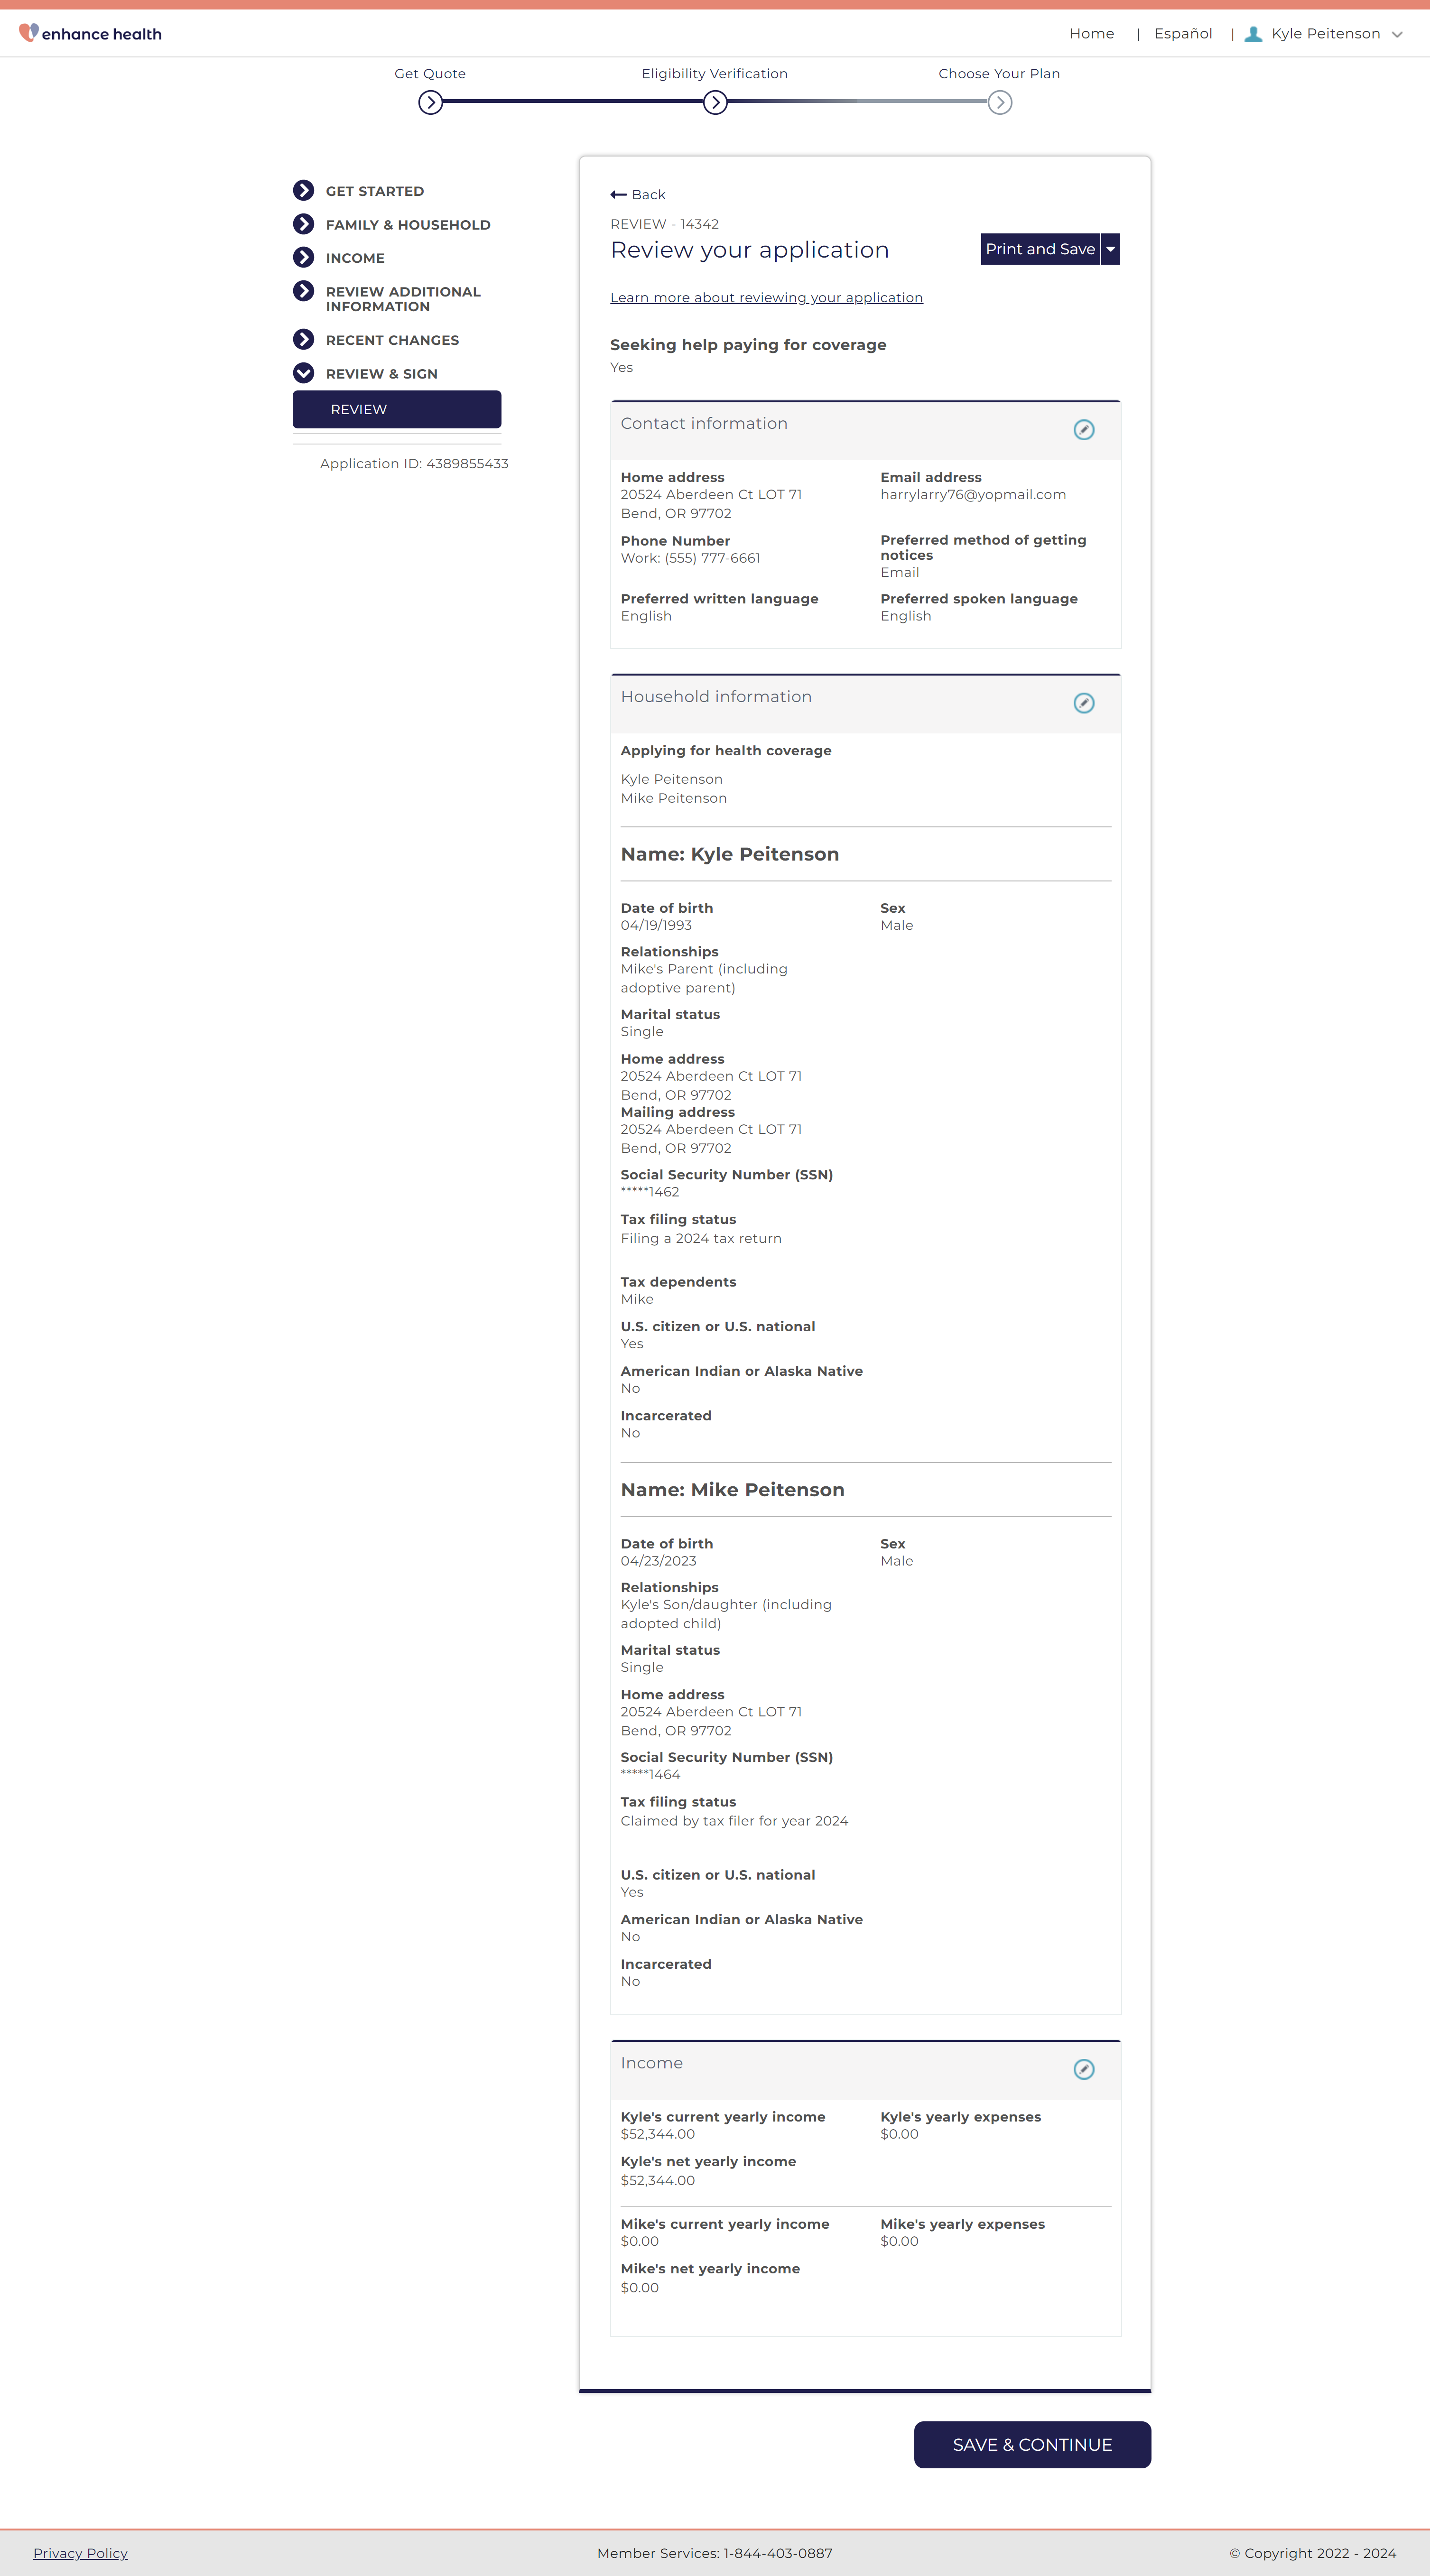 enhance health
Home | Español | Kyle Peitenson
Get Quote
Eligibility Verification
Choose Your Plan
GET STARTED
FAMILY & HOUSEHOLD
INCOME
REVIEW ADDITIONAL
INFORMATION
RECENT CHANGES
REVIEW & SIGN
REVIEW
Application ID: 4389855433
Back
REVIEW - 14342
Review your application
Print and Save
Learn more about reviewing your application
Seeking help paying for coverage
Yes
Contact information
Home address
20524 Aberdeen Ct LOT 71
Bend, OR 97702
Email address
harrylarry76@yopmail.com
Phone Number
Work: (555) 777-6661
Preferred method of getting
notices
Email
Preferred written language
English
Preferred spoken language
English
Household information
Applying for health coverage
Kyle Peitenson
Mike Peitenson
Name: Kyle Peitenson
Date of birth
04/19/1993
Sex
Male
Relationships
Mike's Parent (including
adoptive parent)
Marital status
Single
Home address
20524 Aberdeen Ct LOT 71
Bend, OR 97702
Mailing address
20524 Aberdeen Ct LOT 71
Bend, OR 97702
Social Security Number (SSN)
*****1462
Tax filing status
Filing a 2024 tax return
Tax dependents
Mike
U.S. citizen or U.S. national
Yes
American Indian or Alaska Native
No
Incarcerated
No
Name: Mike Peitenson
Date of birth
04/23/2023
Sex
Male
Relationships
Kyle's Son/daughter (including
adopted child)
Marital status
Single
Home address
20524 Aberdeen Ct LOT 71
Bend, OR 97702
Social Security Number (SSN)
*****1464
Tax filing status
Claimed by tax filer for year 2024
U.S. citizen or U.S. national
Yes
American Indian or Alaska Native
No
Incarcerated
No
Income
Kyle's current yearly income
$52,344.00
Kyle's yearly expenses
$0.00
Kyle's net yearly income
$52,344.00
Mike's current yearly income
$0.00
Mike's yearly expenses
$0.00
Mike's net yearly income
$0.00
SAVE & CONTINUE
Privacy Policy
Member Services: 1-844-403-0887
© Copyright 2022 - 2024